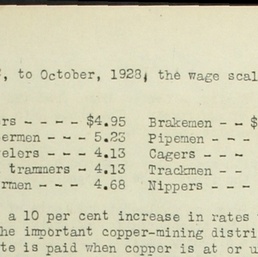 , to October, 1928, the wage scal
ers - - - - $4.95 Brakemen - - $
ermen - - - 5.23 Pipemen - - -
elers - - - 4.13 Cagers - - -
trammers - 4.13 Trackmen - -
rmen - - - 4.68 Nippers - - -
a 10 per cent increase in rates
he important copper-mining distri
te is paid when copper is at or u